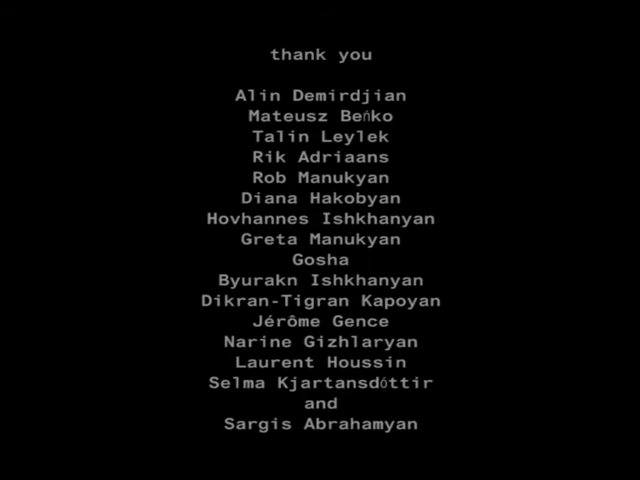 thank you
Alin Demirdjian
Mateusz Beńko
Talin Leylek
Rik Adriaans
Rob Manukyan
Diana Hakobyan
Hovhannes Ishkhanyan
Greta Manukyan
Gosha
Byurakn Ishkhanyan
Dikran-Tigran Kapoyan
Jérôme Gence
Narine Gizhlaryan
Laurent Houssin
Selma Kjartansdóttir
and
Sargis Abrahamyan